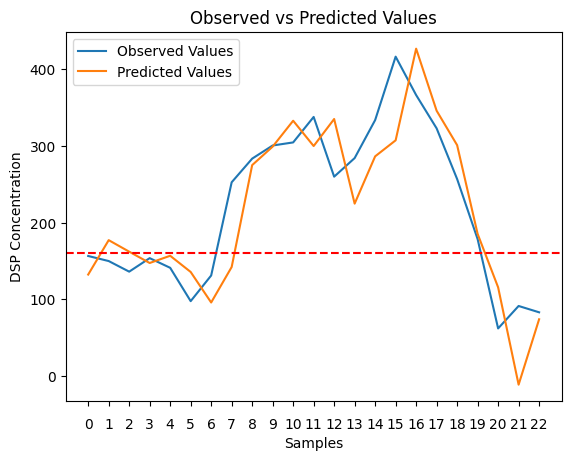 Observed vs Predicted Values
Observed Values
Predicted Values
DSP Concentration
400
300
200
100
0
0 1 2 3 4 5 6 7 8 9 10 11 12 13 14 15 16 17 18 19 20 21 22
Samples